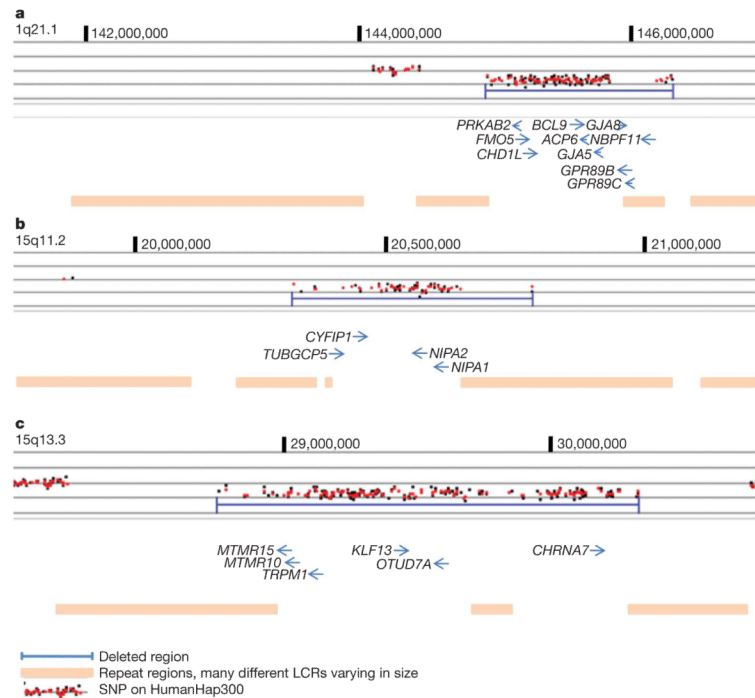 a
1q21.1
142,000,000 144,000,000 146,000,000
PRKAB2 BCL9 GJA8
FMO5 ACP6 NBPF11
CHD1L GJA5
GPR89B
GPR89C
b
15q11.2
20,000,000 20,500,000 21,000,000
CYFIP1
TUBGCP5 NIPA2
NIPA1
c
15q13.3
29,000,000 30,000,000
MTMR15 KLF13 CHRNA7
MTMR10 OTUD7A
TRPM1
Deleted region
Repeat regions, many different LCRs varying in size
SNP on HumanHap300